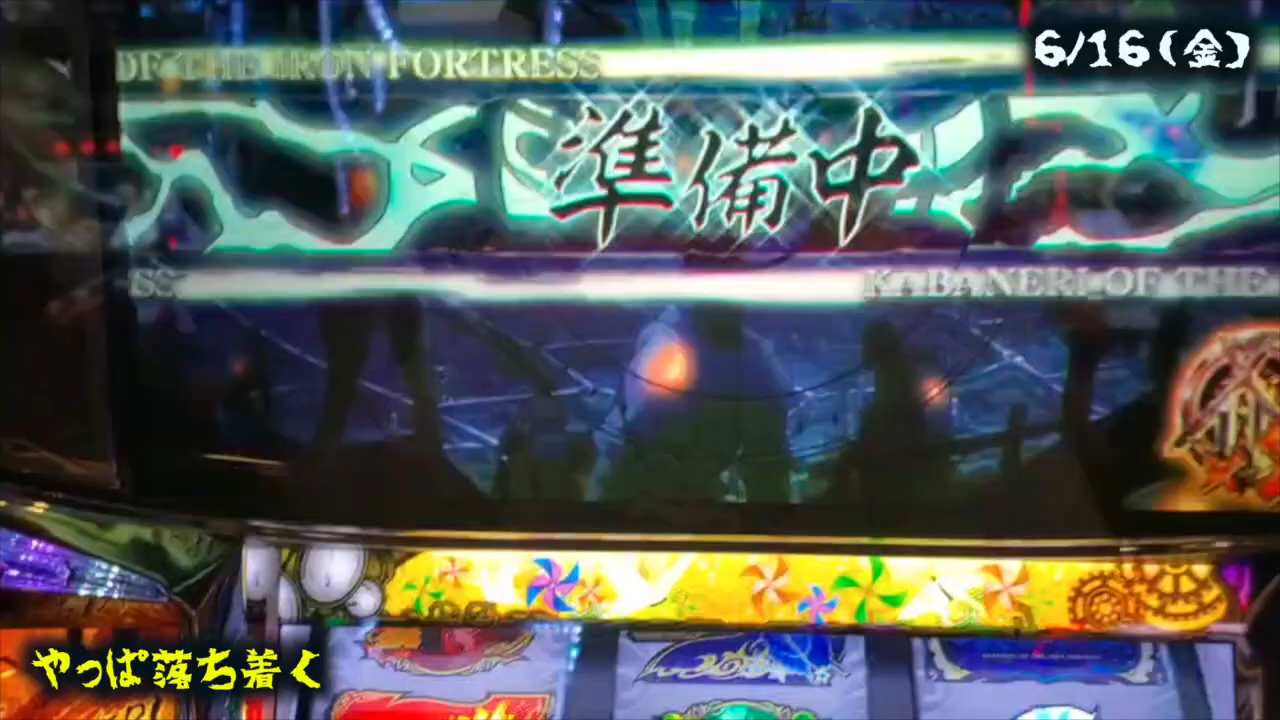 OF THE IRON FORTRESS
6/16(金)
準備中
SS
KABANERI OF THE
やっぱ落ち着く